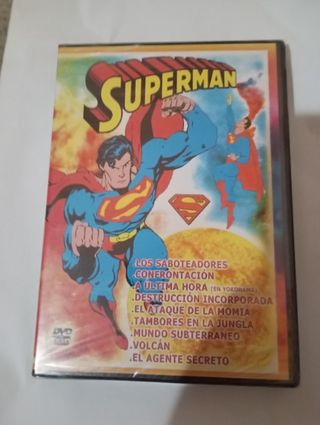 SUPERMAN
.LOS SABOTEADORES
.CONFRONTACIÓN
.A ÚLTIMA HORA (EN YOKOHAMA)
.DESTRUCCIÓN INCORPORADA
.EL ATAQUE DE LA MOMIA
.TAMBORES EN LA JUNGLA
.MUNDO SUBTERRANEO
.VOLCÁN
.EL AGENTE SECRETO
DVD